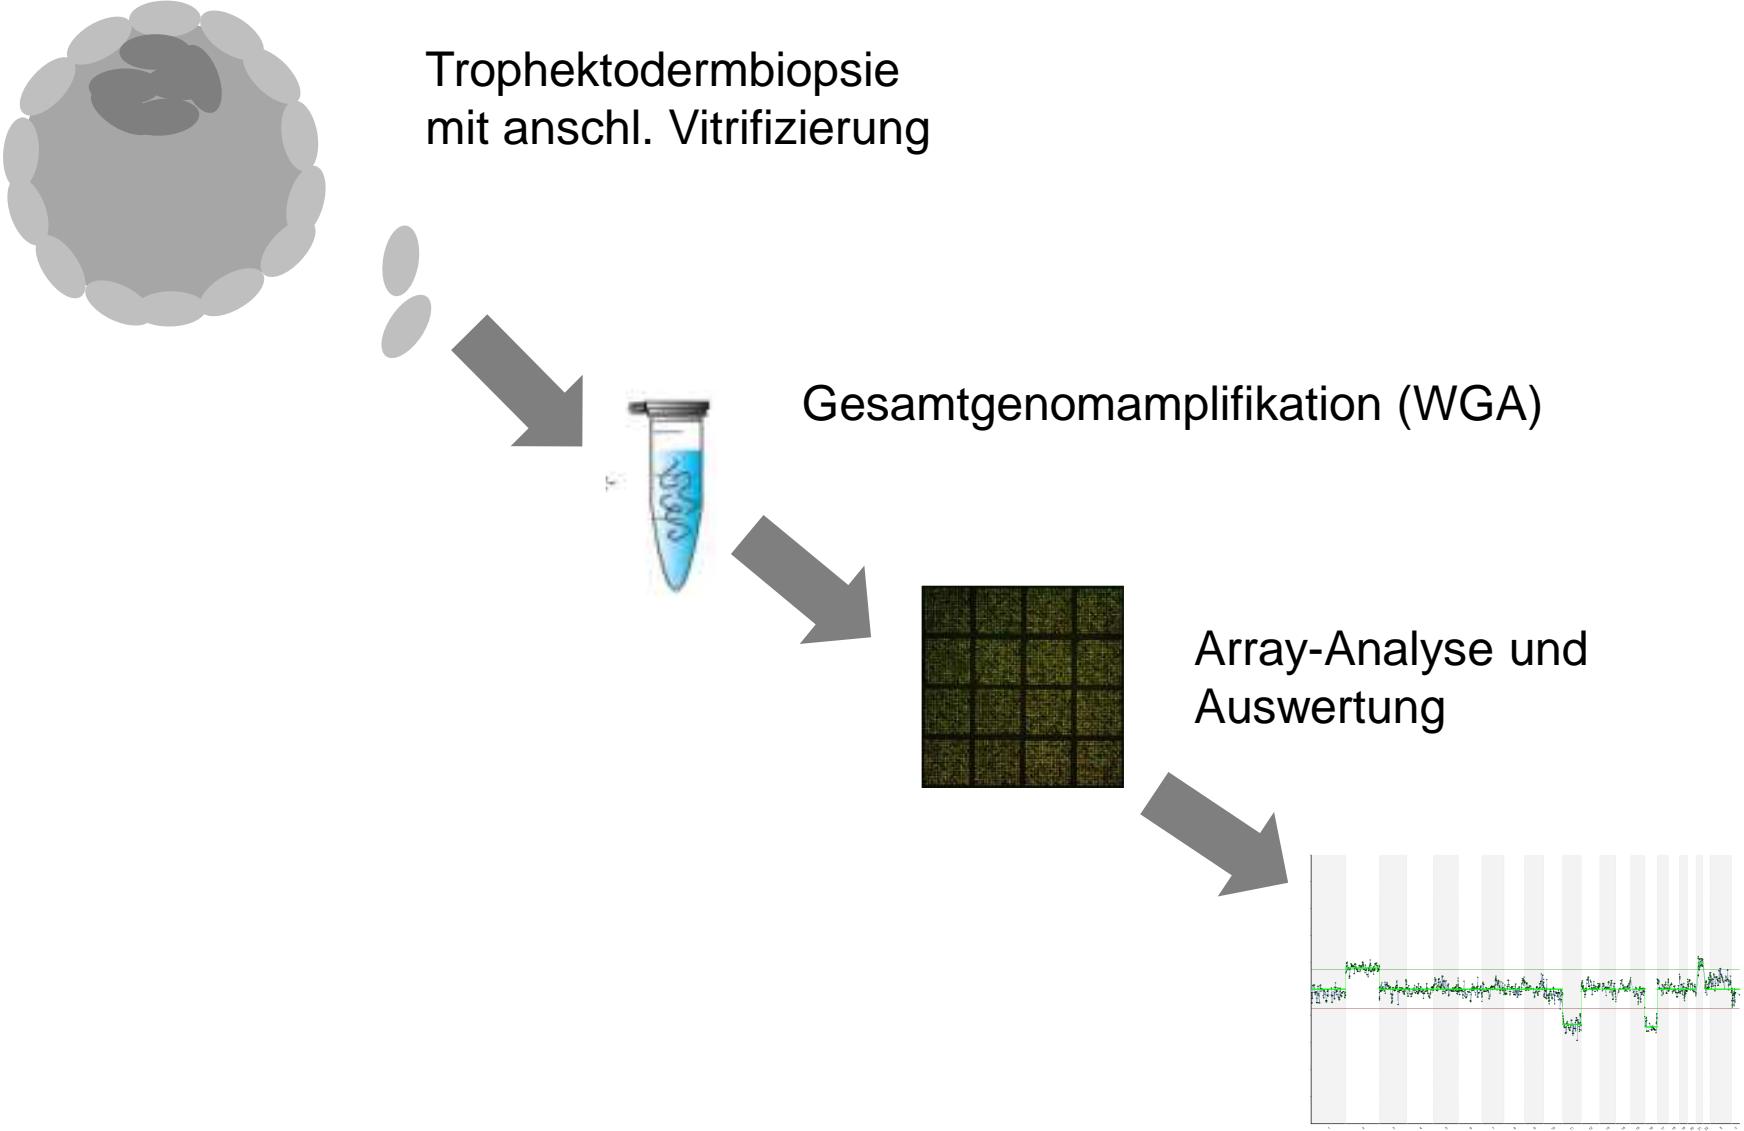 Trophektodermbiopsie
mit anschl. Vitrifizierung
Gesamtgenomamplifikation (WGA)
Array-Analyse und
Auswertung